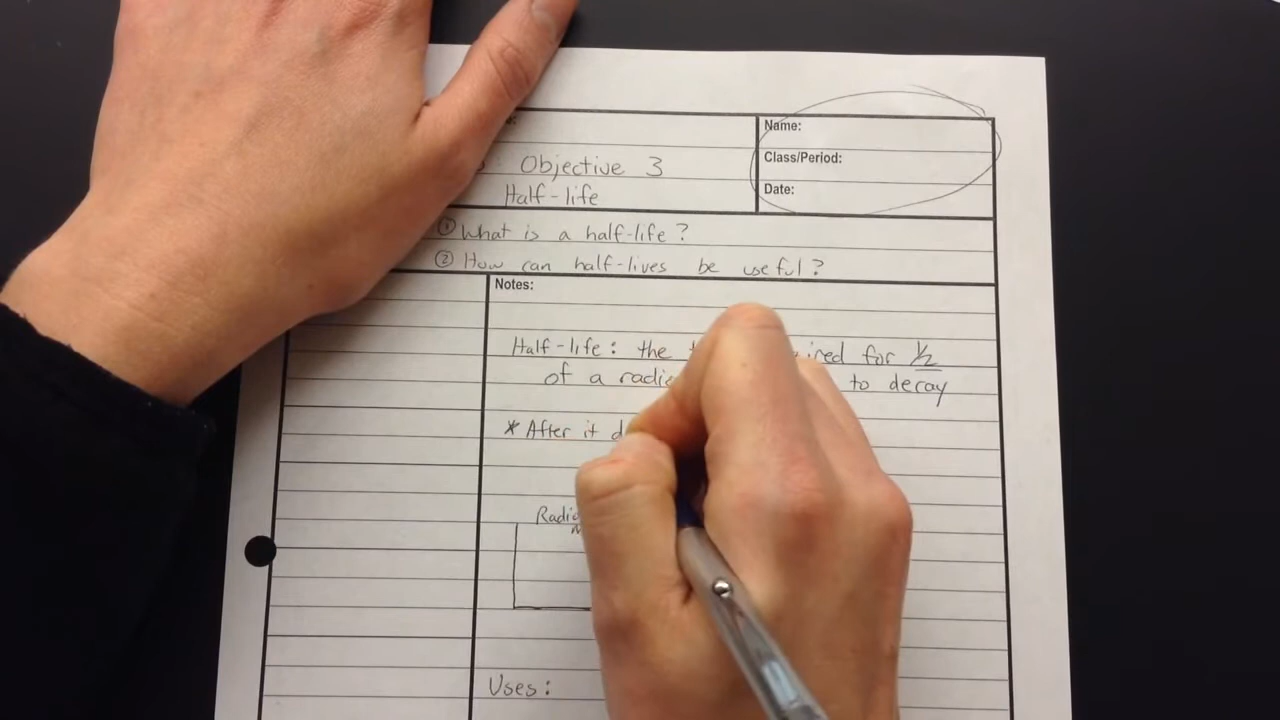 Name:
Class/Period:
Objective 3
Date:
Half-life
① What is a half-life?
② How can half-lives be useful?
Notes:
Half-life: the for 1/2
of a to decay
* After it
Uses: